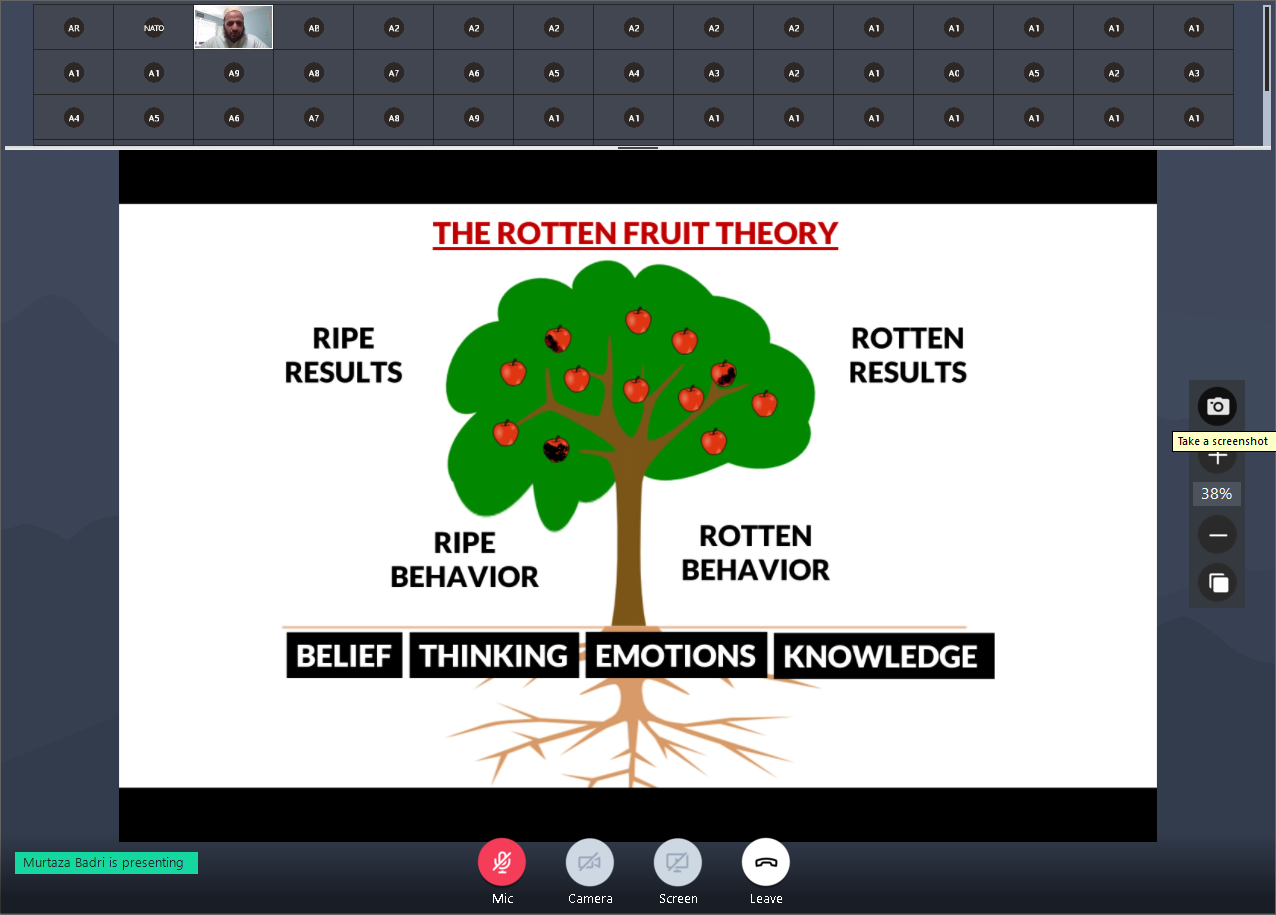 AR NATO AB A2 A2 A2 A2 A2 A2 A1 A1 A1 A1 A1
A1 A1 A9 A8 A7 A6 A5 A4 A3 A2 A1 A0 A5 A2 A3
A4 A5 A6 A7 A8 A9 A1 A1 A1 A1 A1 A1 A1 A1 A1
THE ROTTEN FRUIT THEORY
RIPE
RESULTS
ROTTEN
RESULTS
RIPE
BEHAVIOR
ROTTEN
BEHAVIOR
BELIEF THINKING EMOTIONS KNOWLEDGE
Take a screenshot
38%
Murtaza Badri is presenting
Mic Camera Screen Leave